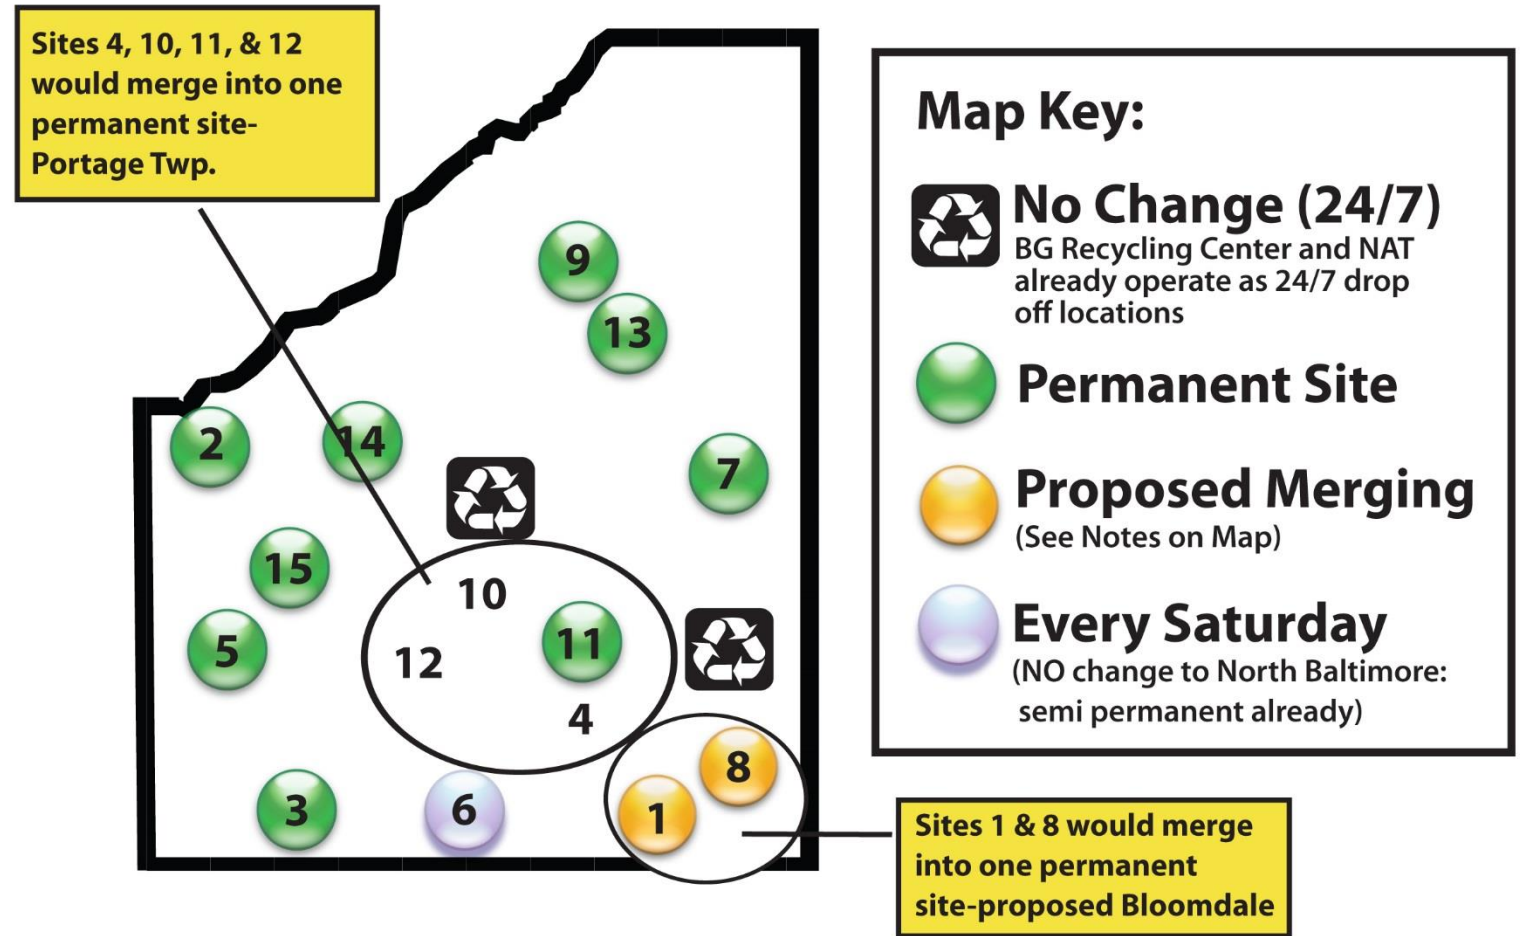 Sites 4, 10, 11, & 12
would merge into one
permanent site-
Portage Twp.
9
13
2
14
7
15
10
5
12
11
4
8
3
6
1
Map Key:
No Change (24/7)
BG Recycling Center and NAT
already operate as 24/7 drop
off locations
Permanent Site
Proposed Merging
(See Notes on Map)
Every Saturday
(NO change to North Baltimore:
semi permanent already)
Sites 1 & 8 would merge
into one permanent
site-proposed Bloomdale